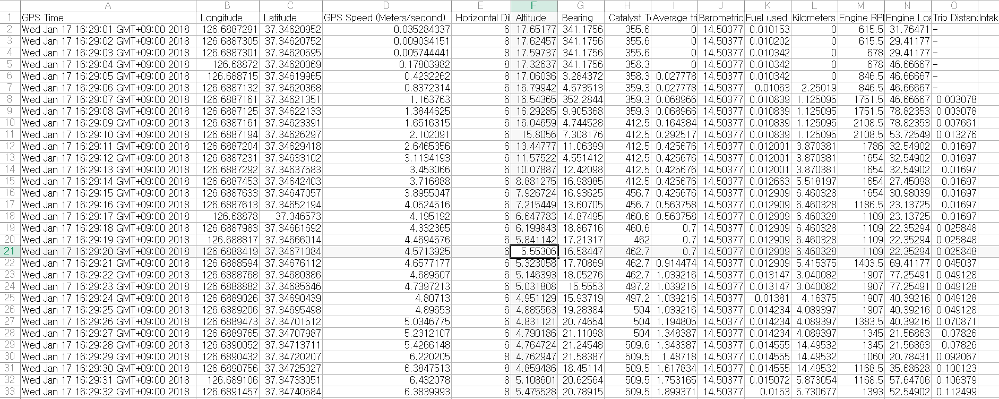 A B C D E F G H I J K L M N O
1 GPS Time Longitude Latitude GPS Speed (Meters/second) Horizontal Dil Altitude Bearing Catalyst T Average tri Barometric Fuel used Kilometers Engine RPM Engine Loa Trip Distan Intak
2 Wed Jan 17 16:29:01 GMT+09:00 2018 126.6887291 37.34620952 0.035284337 6 17.65177 341.1756 355.6 0 14.50377 0.010153 0 615.5 31.76471 -
3 Wed Jan 17 16:29:02 GMT+09:00 2018 126.6887305 37.34620752 0.009034151 8 17.62457 341.1756 355.6 0 14.50377 0.010202 0 615.5 29.41177 -
4 Wed Jan 17 16:29:03 GMT+09:00 2018 126.6887301 37.34620595 0.005744441 8 17.59737 341.1756 355.6 0 14.50377 0.010342 0 678 29.41177 -
5 Wed Jan 17 16:29:04 GMT+09:00 2018 126.68872 37.34620069 0.17803982 8 17.32637 341.1756 358.3 0 14.50377 0.010342 0 678 46.66667 -
6 Wed Jan 17 16:29:05 GMT+09:00 2018 126.688715 37.34619965 0.4232262 8 17.06036 3.284372 358.3 0.027778 14.50377 0.010342 0 846.5 46.66667 -
7 Wed Jan 17 16:29:06 GMT+09:00 2018 126.6887132 37.34620368 0.8372314 6 16.79942 4.573513 359.3 0.027778 14.50377 0.01063 2.25019 846.5 46.66667 -
8 Wed Jan 17 16:29:07 GMT+09:00 2018 126.6887161 37.34621351 1.163763 6 16.54365 352.2844 359.3 0.068966 14.50377 0.010839 1.125095 1751.5 46.66667 0.003078
9 Wed Jan 17 16:29:08 GMT+09:00 2018 126.6887125 37.34622133 1.3844625 6 16.29285 9.905368 359.3 0.068966 14.50377 0.010839 1.125095 1751.5 78.82353 0.003078
10 Wed Jan 17 16:29:09 GMT+09:00 2018 126.6887161 37.34623391 1.6516315 6 16.04659 4.744528 412.5 0.164384 14.50377 0.010839 1.125095 2108.5 78.82353 0.007661
11 Wed Jan 17 16:29:10 GMT+09:00 2018 126.6887194 37.34626297 2.102091 6 15.8056 7.308176 412.5 0.292517 14.50377 0.010839 1.125095 2108.5 53.72549 0.013276
12 Wed Jan 17 16:29:11 GMT+09:00 2018 126.6887204 37.34629418 2.6465356 6 13.44777 11.06399 412.5 0.425676 14.50377 0.012001 3.870381 1786 32.54902 0.01697
13 Wed Jan 17 16:29:12 GMT+09:00 2018 126.6887231 37.34633102 3.1134193 6 11.57522 4.551412 412.5 0.425676 14.50377 0.012001 3.870381 1654 32.54902 0.01697
14 Wed Jan 17 16:29:13 GMT+09:00 2018 126.6887292 37.34637583 3.453066 6 10.07887 12.42098 412.5 0.425676 14.50377 0.012001 3.870381 1654 32.54902 0.01697
15 Wed Jan 17 16:29:14 GMT+09:00 2018 126.6887453 37.34642403 3.716888 6 8.881275 16.98985 412.5 0.425676 14.50377 0.012663 5.518197 1654 27.45098 0.01697
16 Wed Jan 17 16:29:15 GMT+09:00 2018 126.6887633 37.34647057 3.8955047 6 7.926724 16.93625 456.7 0.425676 14.50377 0.012909 6.460328 1654 30.98039 0.01697
17 Wed Jan 17 16:29:16 GMT+09:00 2018 126.6887613 37.34652194 4.0524516 6 7.215449 13.60705 456.7 0.563758 14.50377 0.012909 6.460328 1186.5 23.13725 0.01697
18 Wed Jan 17 16:29:17 GMT+09:00 2018 126.68878 37.346573 4.195192 6 6.647783 14.87495 460.6 0.563758 14.50377 0.012909 6.460328 1109 23.13725 0.01697
19 Wed Jan 17 16:29:18 GMT+09:00 2018 126.6887983 37.34661692 4.332365 6 6.199843 18.86716 460.6 0.7 14.50377 0.012909 6.460328 1109 22.35294 0.025848
20 Wed Jan 17 16:29:19 GMT+09:00 2018 126.688817 37.34666014 4.4694576 6 5.841142 17.21317 462 0.7 14.50377 0.012909 6.460328 1109 22.35294 0.025848
21 Wed Jan 17 16:29:20 GMT+09:00 2018 126.6888419 37.34671084 4.5713925 6 5.55306 16.58447 462.7 0.7 14.50377 0.012909 6.460328 1109 22.35294 0.025848
22 Wed Jan 17 16:29:21 GMT+09:00 2018 126.6888594 37.34676112 4.6577177 6 5.323058 17.70869 462.7 0.914474 14.50377 0.012909 5.415375 1403.5 69.41177 0.045037
23 Wed Jan 17 16:29:22 GMT+09:00 2018 126.6888768 37.34680886 4.689507 6 5.146393 18.05276 462.7 1.039216 14.50377 0.013147 3.040082 1907 77.25491 0.049128
24 Wed Jan 17 16:29:23 GMT+09:00 2018 126.6888882 37.34685646 4.7397213 6 5.031808 15.5553 497.2 1.039216 14.50377 0.013147 3.040082 1907 77.25491 0.049128
25 Wed Jan 17 16:29:24 GMT+09:00 2018 126.6889026 37.34690439 4.80713 6 4.951129 15.93719 497.2 1.039216 14.50377 0.01381 4.16375 1907 40.39216 0.049128
26 Wed Jan 17 16:29:25 GMT+09:00 2018 126.6889206 37.34695498 4.89653 6 4.885563 19.28384 504 1.039216 14.50377 0.014234 4.089397 1907 40.39216 0.049128
27 Wed Jan 17 16:29:26 GMT+09:00 2018 126.6889473 37.34701512 5.0346775 6 4.831121 20.74654 504 1.194805 14.50377 0.014234 4.089397 1383.5 40.39216 0.070871
28 Wed Jan 17 16:29:27 GMT+09:00 2018 126.6889765 37.34707987 5.2312107 6 4.790186 21.11098 504 1.348387 14.50377 0.014234 4.089397 1345 21.56863 0.07826
29 Wed Jan 17 16:29:28 GMT+09:00 2018 126.6890052 37.34713711 5.4266148 6 4.764724 21.24548 509.6 1.348387 14.50377 0.014555 14.49532 1345 21.56863 0.07826
30 Wed Jan 17 16:29:29 GMT+09:00 2018 126.6890432 37.34720207 6.220205 8 4.762947 21.58387 509.5 1.48718 14.50377 0.014555 14.49532 1060 20.78431 0.092067
31 Wed Jan 17 16:29:30 GMT+09:00 2018 126.6890756 37.34725327 6.3847513 8 4.859486 18.45114 509.5 1.617834 14.50377 0.014555 14.49532 1168.5 35.68628 0.100123
32 Wed Jan 17 16:29:31 GMT+09:00 2018 126.689106 37.34733051 6.432078 8 5.108601 20.62564 509.5 1.753165 14.50377 0.015072 5.873054 1168.5 57.64706 0.106379
33 Wed Jan 17 16:29:32 GMT+09:00 2018 126.6891457 37.34740584 6.3839993 8 5.475528 20.78915 509.5 1.899371 14.50377 0.0153 5.730677 1393 52.54902 0.112499